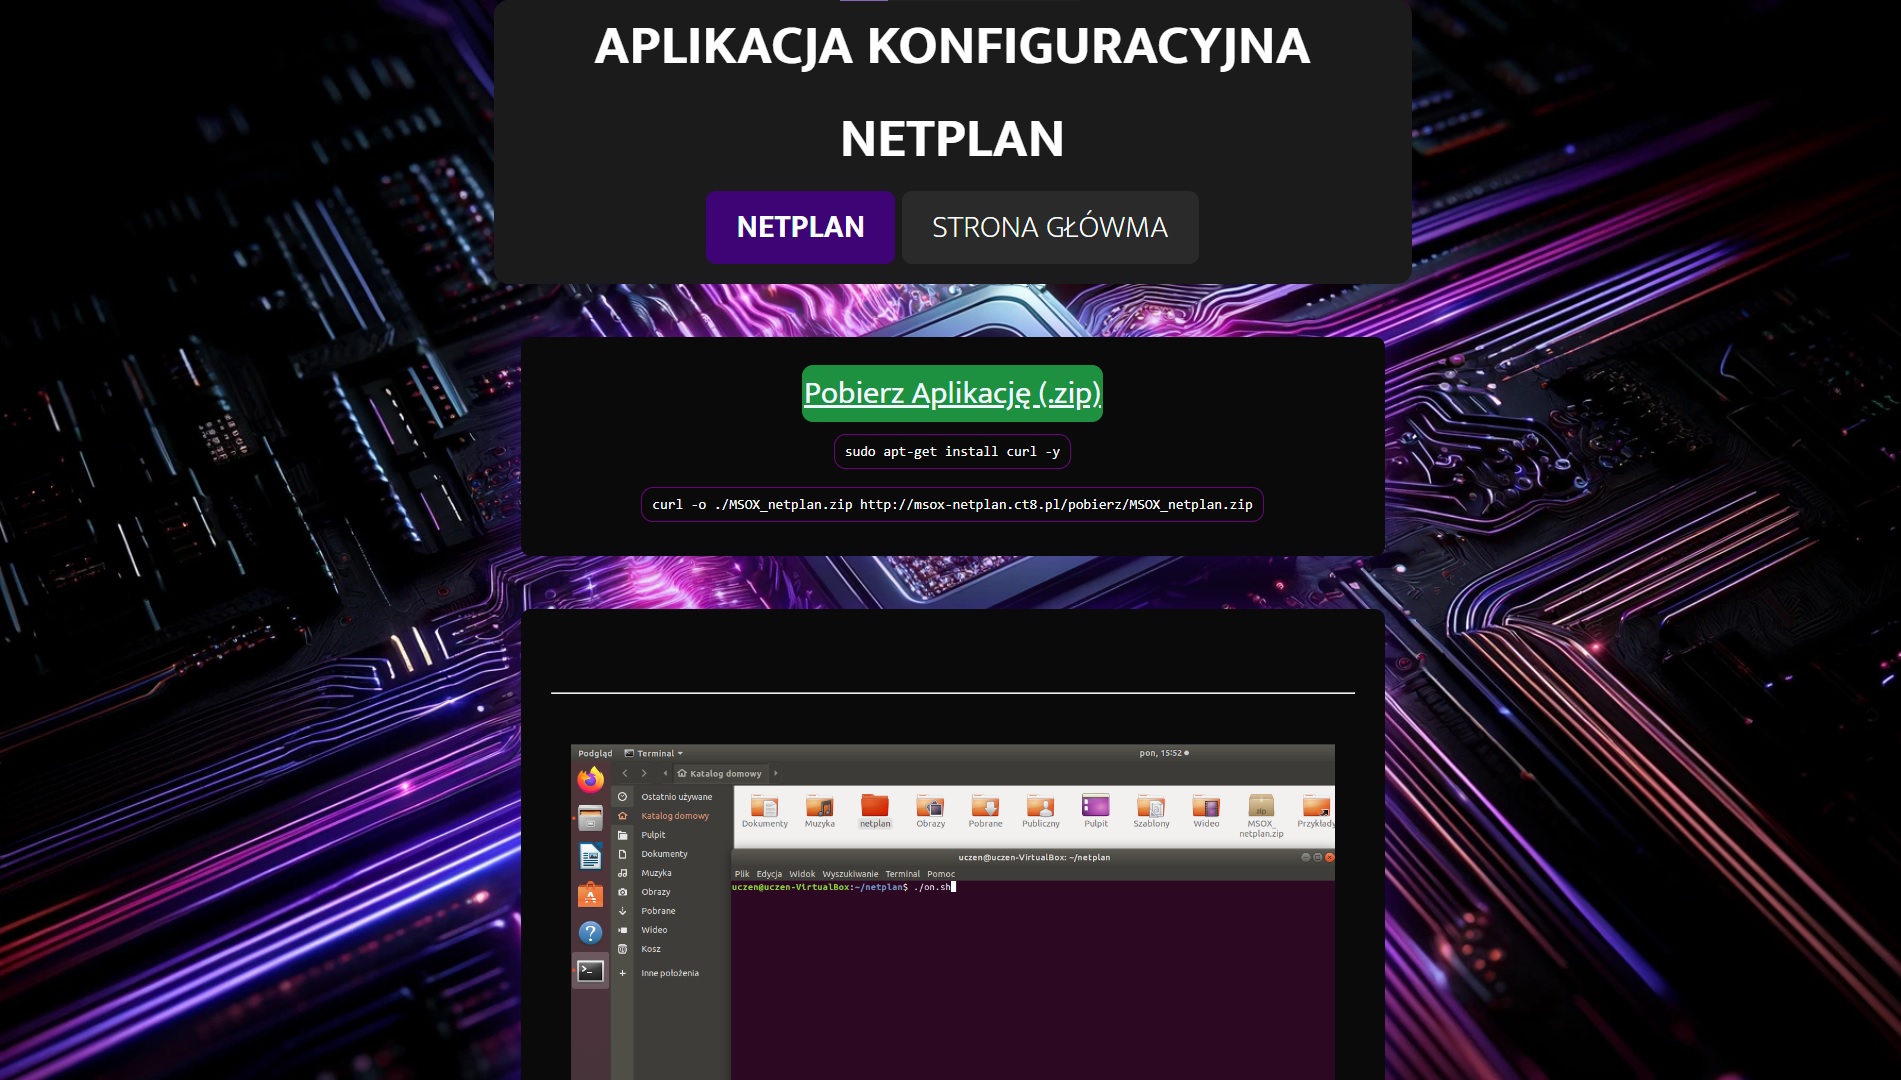 APLIKACJA KONFIGURACYJNA
NETPLAN
NETPLAN
STRONA GŁÓWMA
Pobierz Aplikację (.zip)
sudo apt-get install curl -y
curl -o ./MSOX_netplan.zip http://msox-netplan.ct8.pl/pobierz/MSOX_netplan.zip
Podgląd
Terminal
pon, 15:52
Katalog domowy
Ostatnio używane
Katalog domowy
Pulpit
Dokumenty
Muzyka
Obrazy
Pobrane
Wideo
Kosz
Inne położenia
Dokumenty
Muzyka
netplan
Obrazy
Pobrane
Publiczny
Pulpit
Szablony
Wideo
zip
MSOX_
netplan.zip
Przykłady
uczen@uczen-VirtualBox: ~/netplan
Plik Edycja Widok Wyszukiwanie Terminal Pomoc
uczen@uczen-VirtualBox:~/netplan$ ./on.sh